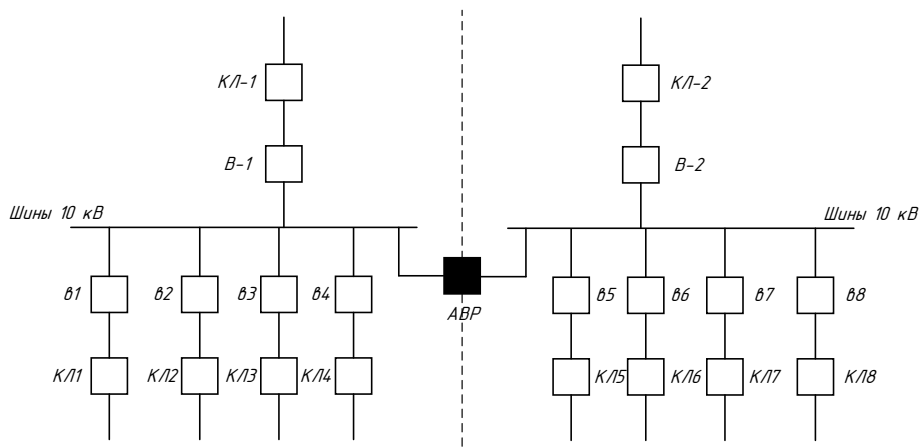 КЛ-1
КЛ-2
В-1
В-2
Шины 10 кВ
Шины 10 кВ
в1
в2
в3
в4
в5
в6
в7
в8
АВР
КЛ1
КЛ2
КЛ3
КЛ4
КЛ5
КЛ6
КЛ7
КЛ8